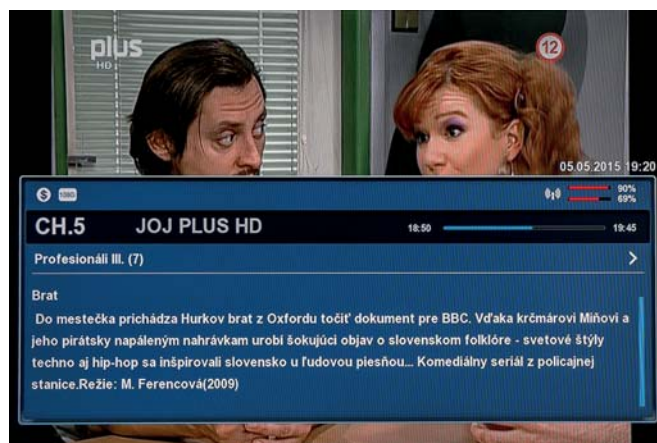 plus
HD
12
05.05.2015 19:20
$ 1080i 90%
69%
CH.5 JOJ PLUS HD 18:50 19:45
Profesionáli III. (7)
Brat
Do mestečka prichádza Hurkov brat z Oxfordu točiť dokument pre BBC. Vďaka krčmárovi Miňovi a
jeho pirátsky napáleným nahrávkam urobí šokujúci objav o slovenskom folklóre - svetové štýly
techno aj hip-hop sa inšpirovali slovensko u ľudovou piesňou... Komediálny seriál z policajnej
stanice.Režie: M. Ferencová(2009)